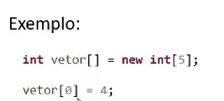 Exemplo:
int vetor[] = new int[5];
vetor[0] = 4;